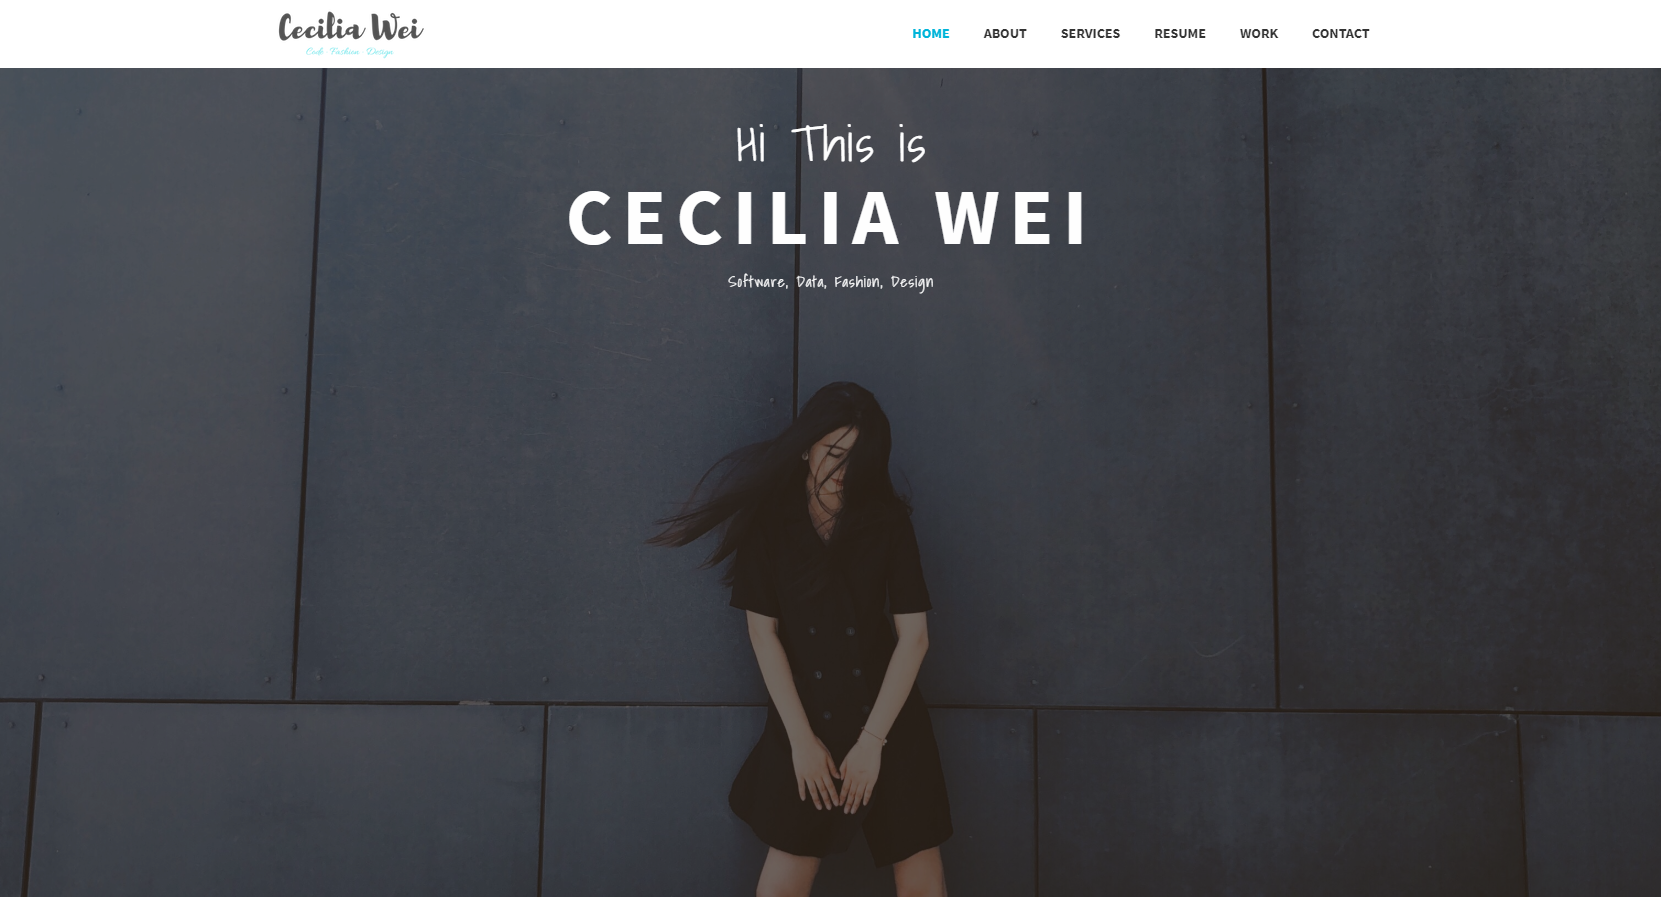 Cecilia Wei
Code · Fashion · Design
HOME ABOUT SERVICES RESUME WORK CONTACT
Hi This is
CECILIA WEI
Software, Data, Fashion, Design